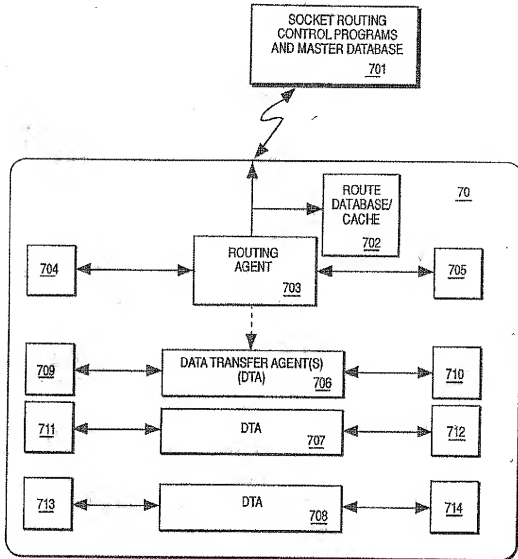 SOCKET ROUTING
CONTROL PROGRAMS
AND MASTER DATABASE
701
ROUTE
DATABASE/
CACHE
702
70
704
ROUTING
AGENT
703
705
709
DATA TRANSFER AGENT(S)
(DTA)
706
710
711
DTA
707
712
713
DTA
708
714